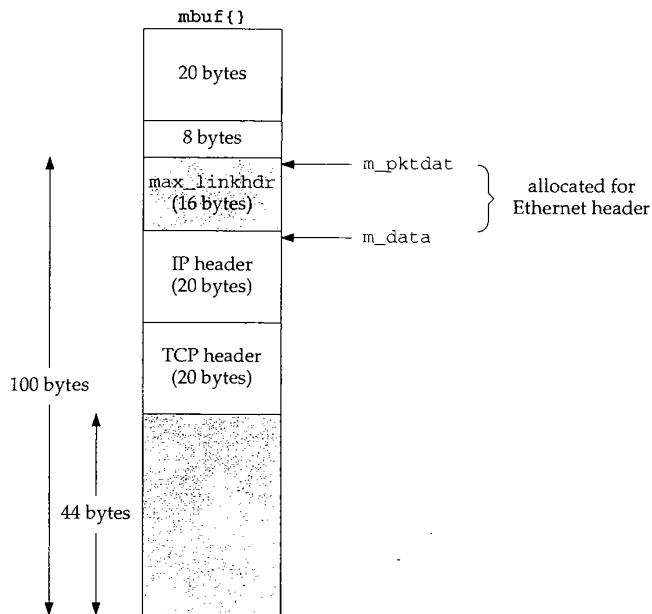 mbuf{}
20 bytes
8 bytes
m_pktdat
max_linkhdr
(16 bytes)
allocated for
Ethernet header
m_data
IP header
(20 bytes)
TCP header
(20 bytes)
100 bytes
44 bytes